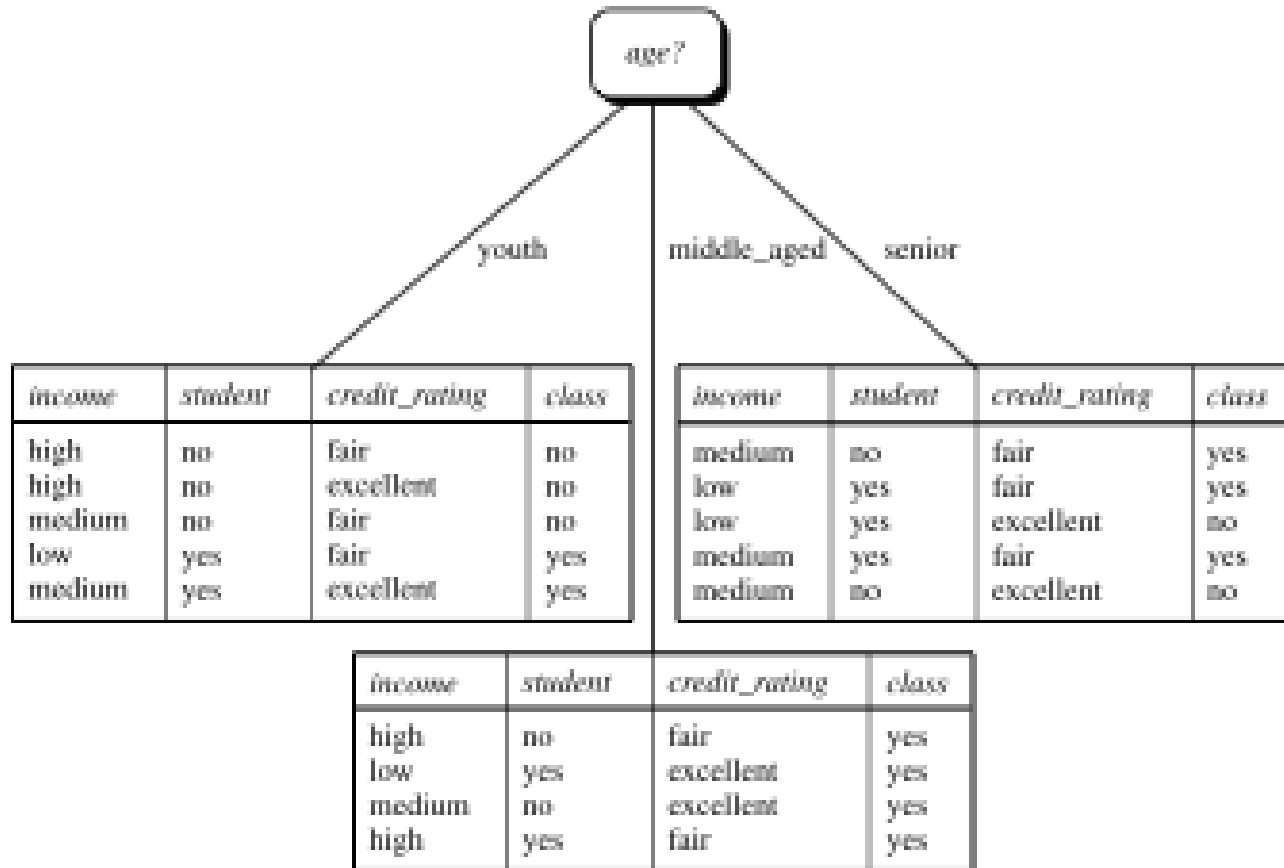 age?
youth middle_aged senior
income student credit_rating class
high no fair no
high no excellent no
medium no fair no
low yes fair yes
medium yes excellent yes
income student credit_rating class
medium no fair yes
low yes fair yes
low yes excellent no
medium yes fair yes
medium no excellent no
income student credit_rating class
high no fair yes
low yes excellent yes
medium no excellent yes
high yes fair yes